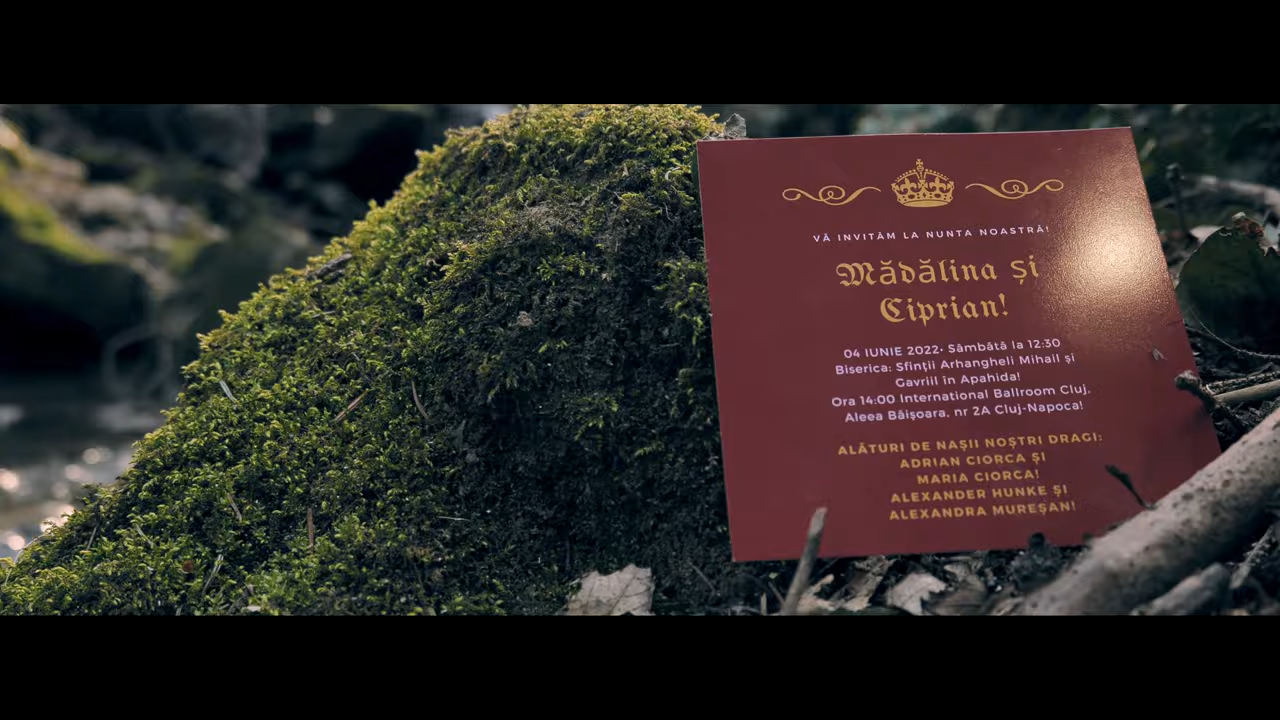 VĂ INVITĂM LA NUNTA NOASTRĂ!
Mădălina și
Ciprian!
04 IUNIE 2022• Sâmbătă la 12:30
Biserica: Sfinții Arhangheli Mihail și
Gavriil în Apahida!
Ora 14:00 International Ballroom Cluj,
Aleea Băișoara, nr 2A Cluj-Napoca!
ALĂTURI DE NAȘII NOȘTRI DRAGI:
ADRIAN CIORCA ȘI
MARIA CIORCA!
ALEXANDER HUNKE ȘI
ALEXANDRA MUREȘAN!